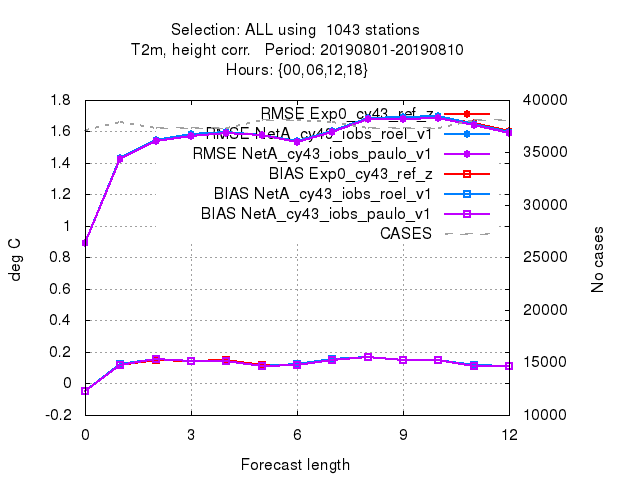 Selection: ALL using  1043 stations
T2m, height corr.   Period: 20190801-20190810
Hours: {00,06,12,18}
1.8
1.6
1.4
1.2
1
0.8
0.6
0.4
0.2
0
-0.2
deg C
RMSE Exp0_cy43_ref_z
RMSE NetA_cy43_iobs_roel_v1
RMSE NetA_cy43_iobs_paulo_v1
BIAS Exp0_cy43_ref_z
BIAS NetA_cy43_iobs_roel_v1
BIAS NetA_cy43_iobs_paulo_v1
CASES
40000
35000
30000
25000
20000
15000
10000
No cases
0 3 6 9 12
Forecast length